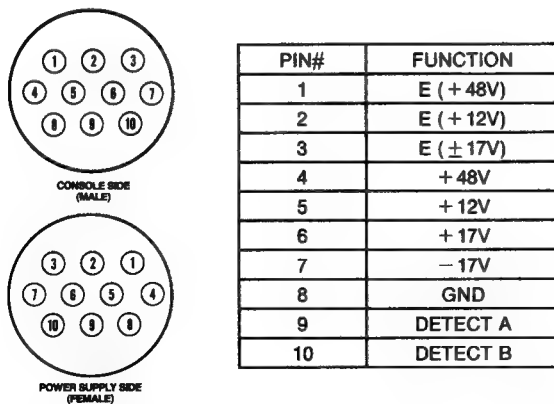 1 2 3
4 5 6 7
8 9 10
CONSOLE SIDE
(MALE)
3 2 1
7 6 5 4
10 9 8
POWER SUPPLY SIDE
(FEMALE)
PIN# FUNCTION
1 E (+48V)
2 E (+12V)
3 E (±17V)
4 +48V
5 +12V
6 +17V
7 −17V
8 GND
9 DETECT A
10 DETECT B